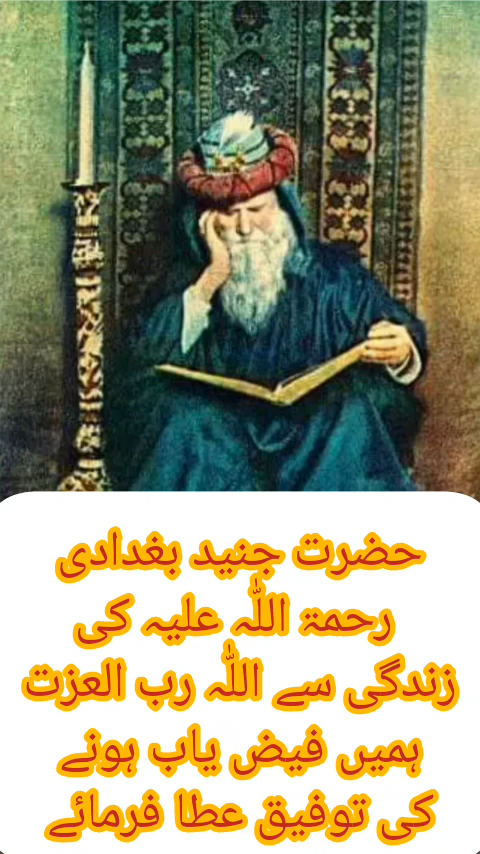 حضرت جنید بغدادی
رحمۃ اللّٰہ علیہ کی
زندگی سے اللّٰہ رب العزت
ہمیں فیض یاب ہونے
کی توفیق عطا فرمائے